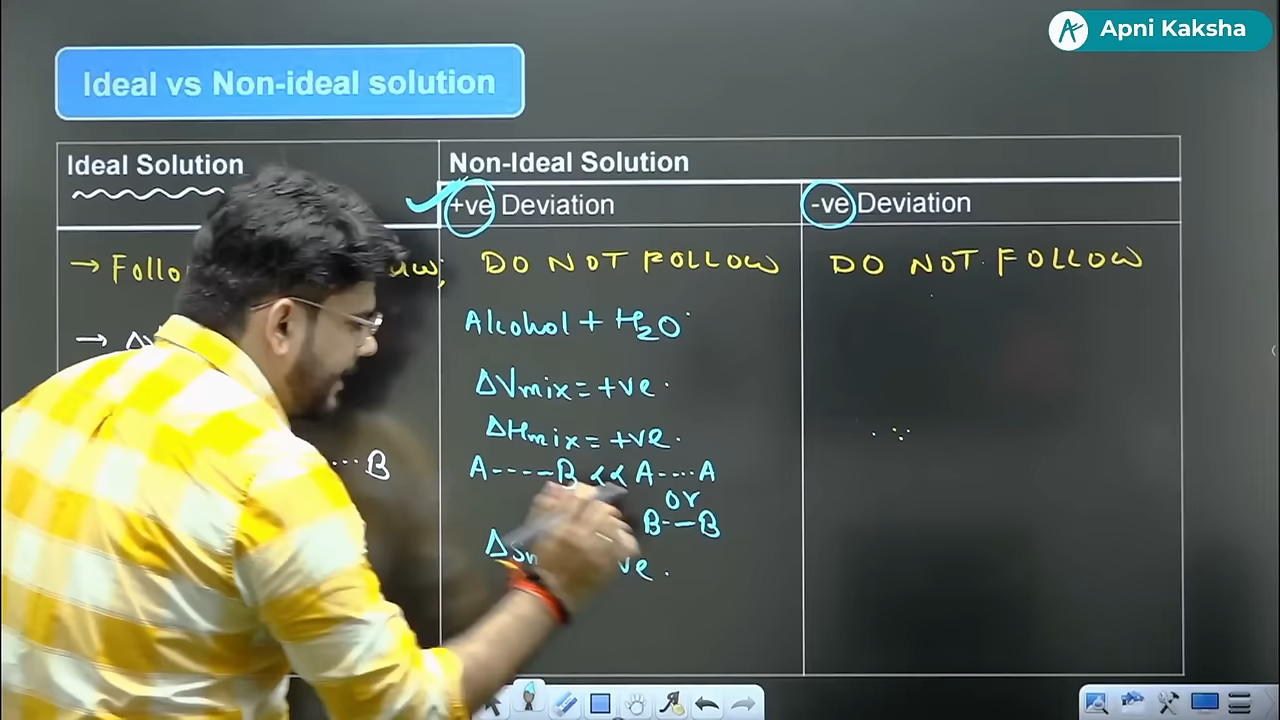 Apni Kaksha
Ideal vs Non-ideal solution
Ideal Solution
Non-Ideal Solution
+ve Deviation
-ve Deviation
→
DO NOT FOLLOW
DO NOT FOLLOW
Alcohol + H₂O
→
ΔVmix = +ve.
ΔHmix = +ve.
B
A----B << A----A
or
B--B
ve.